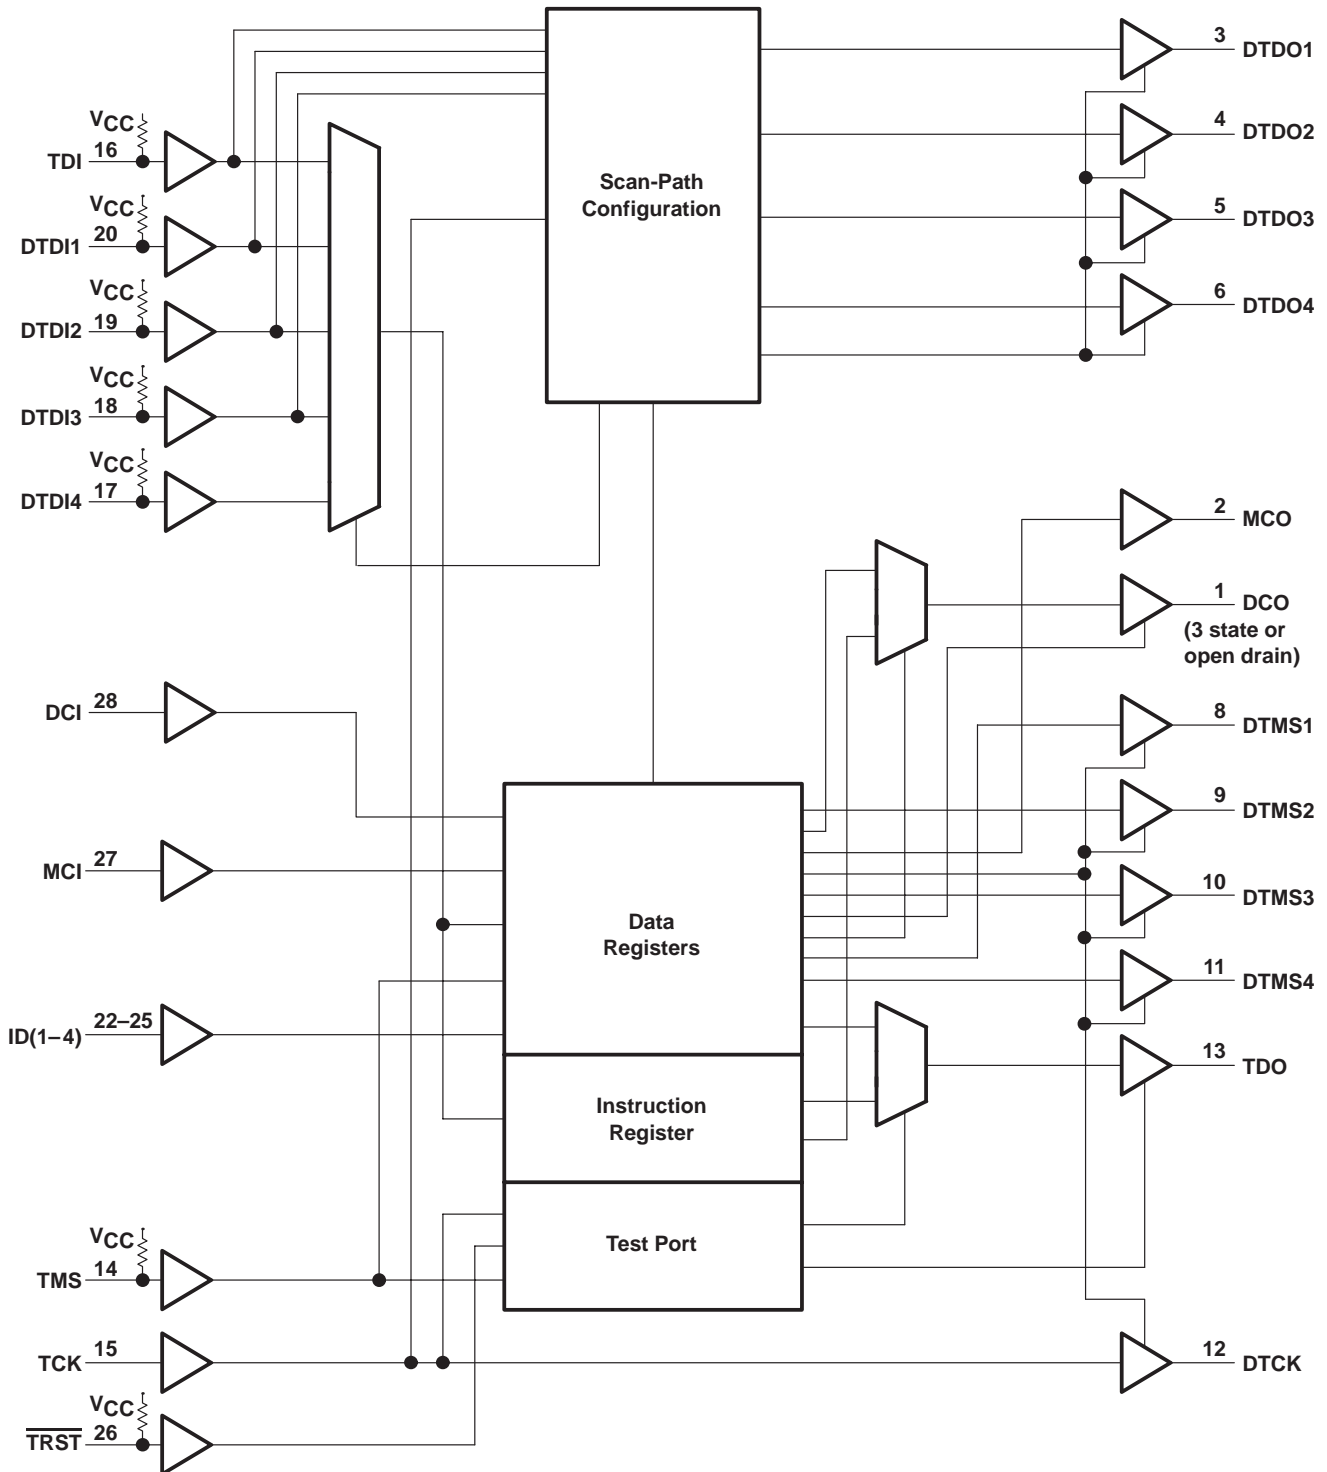 3 DTDO1
VCC
16
TDI
4 DTDO2
Scan-Path
Configuration
VCC
20
DTDI1
5 DTDO3
VCC
19
DTDI2
6 DTDO4
VCC
18
DTDI3
VCC
17
DTDI4
2 MCO
1 DCO
(3 state or
open drain)
DCI 28
8 DTMS1
9 DTMS2
MCI 27
10 DTMS3
Data
Registers
11 DTMS4
ID(1–4) 22–25
13 TDO
Instruction
Register
Test Port
VCC
14
TMS
TCK 15
12 DTCK
VCC
26
TRST